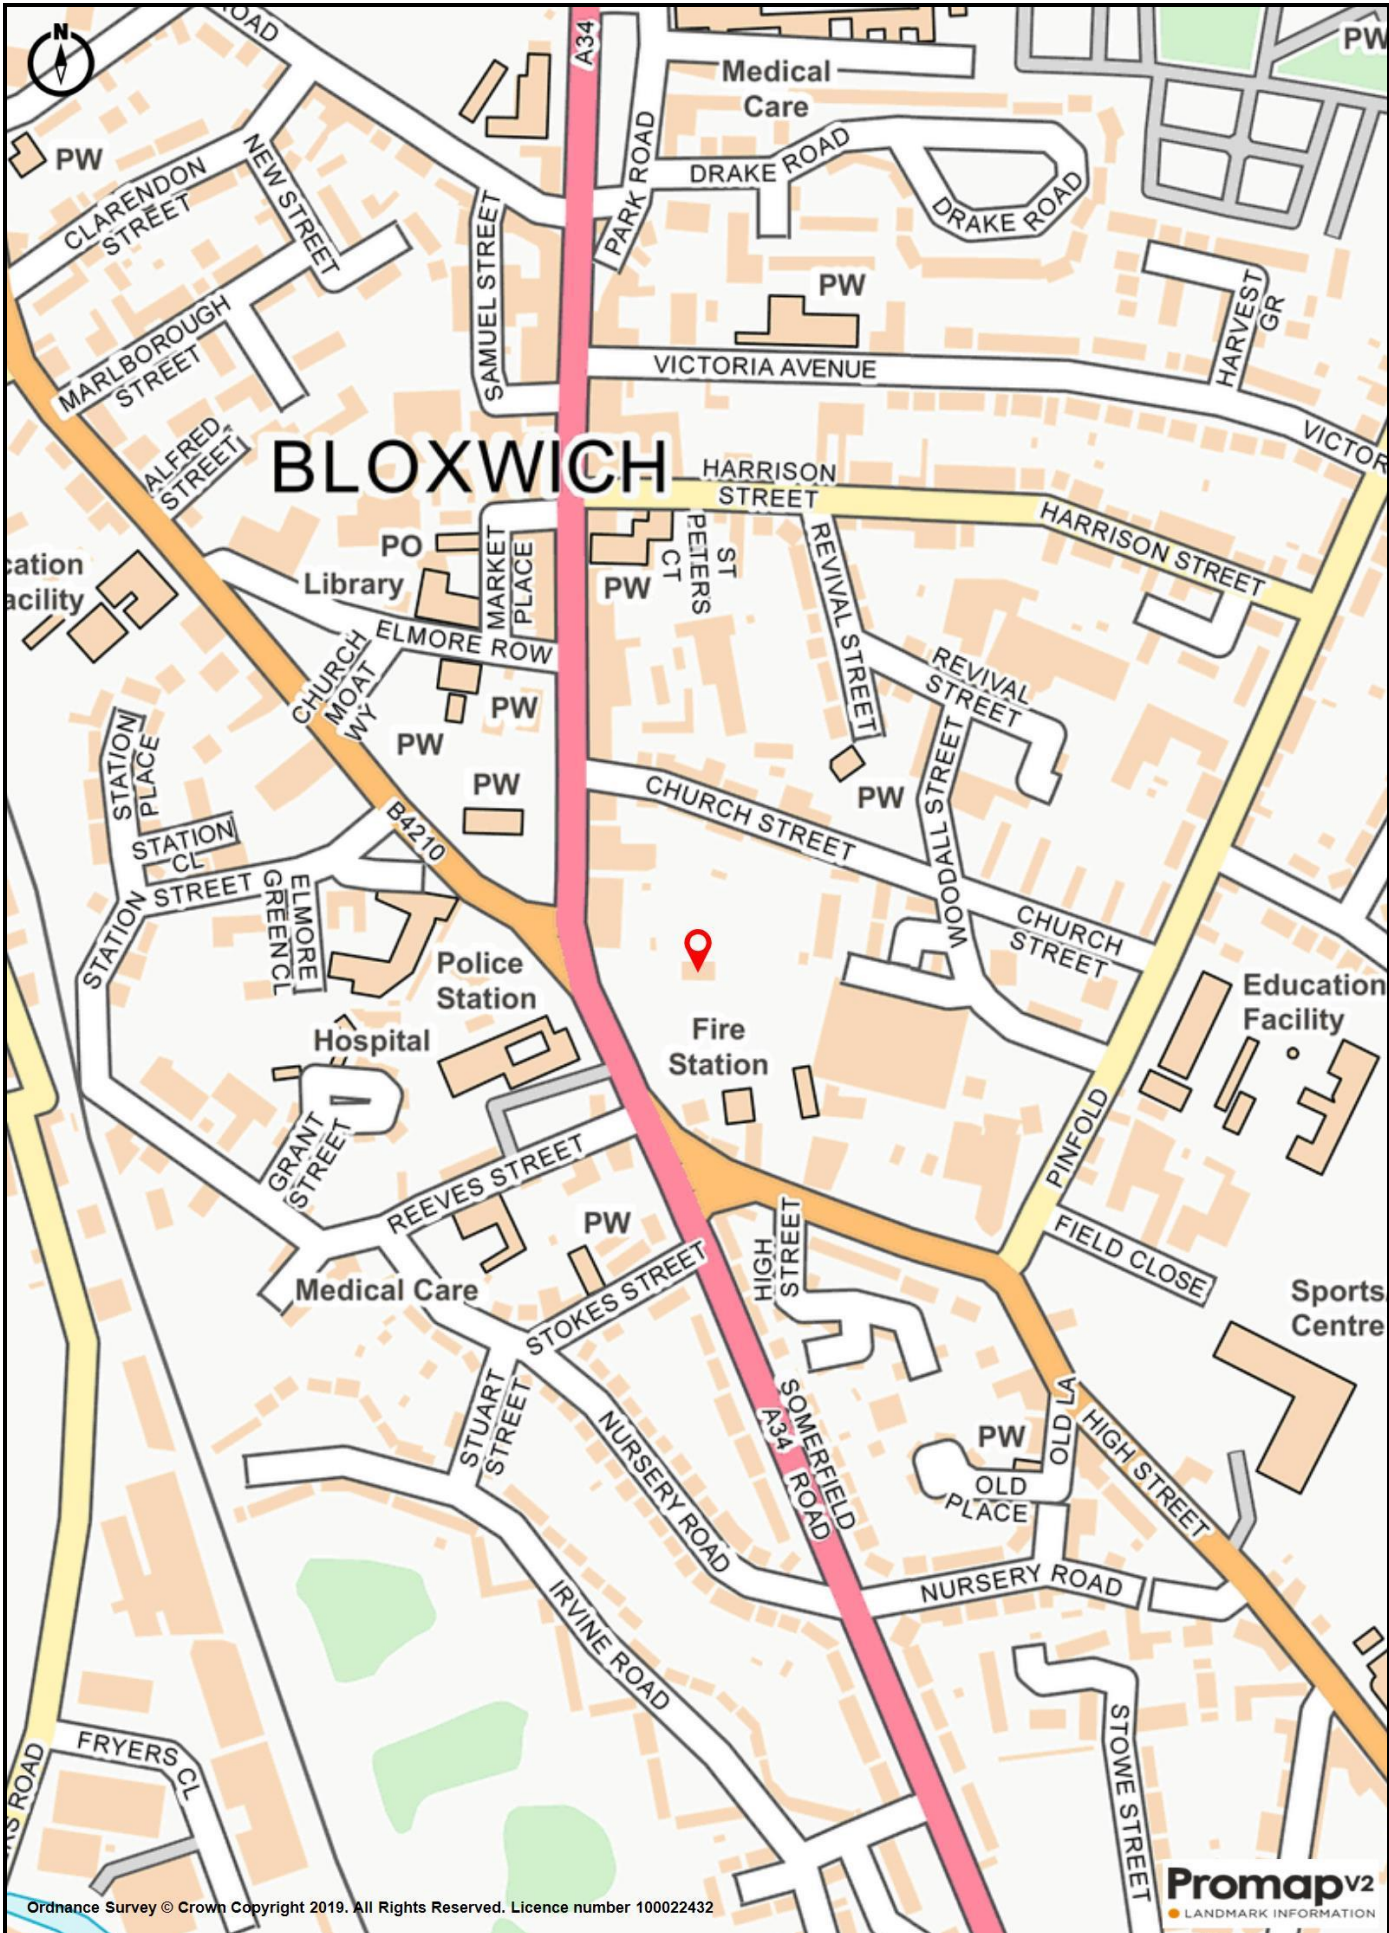 N
ROAD
A34
PW
Medical
Care
PARK ROAD
DRAKE ROAD
DRAKE ROAD
PW
CLARENDON
STREET
NEW STREET
SAMUEL STREET
PW
HARVEST
GR
MARLBOROUGH
STREET
VICTORIA AVENUE
ALFRED
STREET
BLOXWICH
VICTOR
HARRISON
STREET
HARRISON STREET
PO
Library
MARKET
PLACE
PW
ST
PETERS
CT
REVIVAL STREET
cation
acility
ELMORE ROW
CHURCH
MOAT
WY
PW
PW
PW
REVIVAL
STREET
PW
WOODALL STREET
STATION
PLACE
STATION
CL
B4210
CHURCH STREET
STATION STREET
ELMORE
GREEN CL
CHURCH
STREET
Police
Station
Hospital
Fire
Station
Education
Facility
GRANT
STREET
REEVES STREET
PINFOLD
PW
HIGH
STREET
FIELD CLOSE
Medical Care
STOKES STREET
Sports
Centre
STUART
STREET
NURSERY ROAD
SOMERFIELD
ROAD
A34
PW
OLD LA
OLD
PLACE
HIGH STREET
NURSERY ROAD
IRVINE ROAD
STOWE STREET
FRYERS CL
RS ROAD
Ordnance Survey © Crown Copyright 2019. All Rights Reserved. Licence number 100022432
Promap V2
LANDMARK INFORMATION